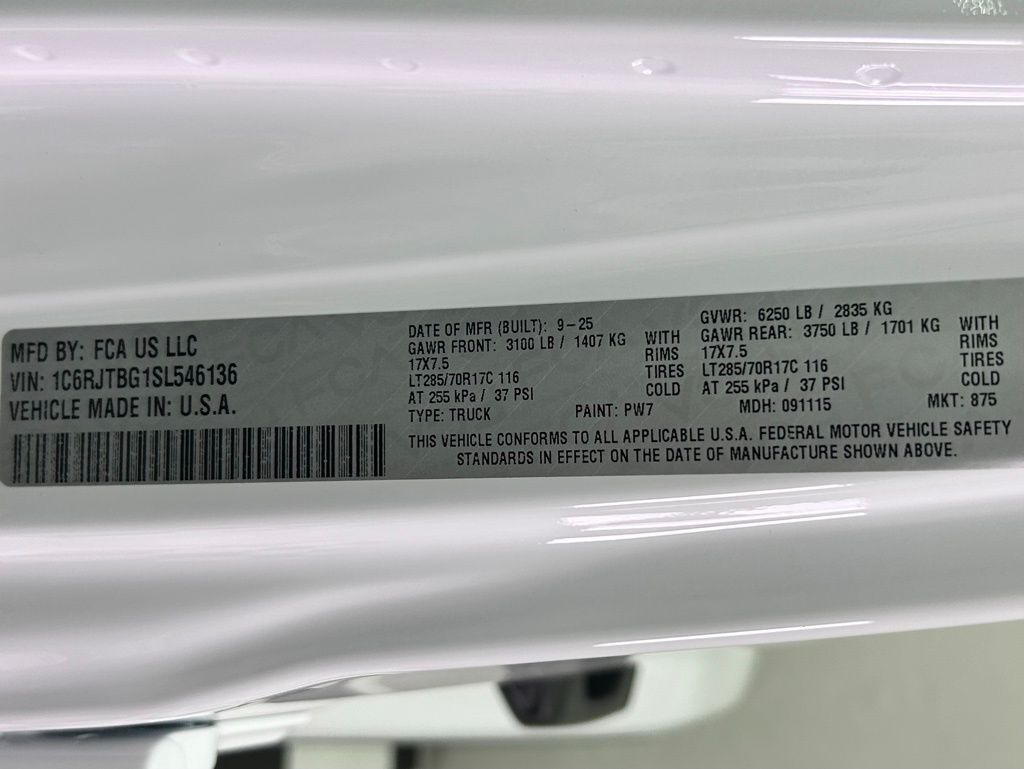 MFD BY: FCA US LLC
VIN: 1C6RJTBG1SL546136
VEHICLE MADE IN: U.S.A.
DATE OF MFR (BUILT): 9-25
GAWR FRONT: 3100 LB / 1407 KG
17X7.5
LT285/70R17C 116
AT 255 kPa / 37 PSI
WITH
RIMS
TIRES
COLD
TYPE: TRUCK
PAINT: PW7
GVWR: 6250 LB / 2835 KG
GAWR REAR: 3750 LB / 1701 KG
17X7.5
LT285/70R17C 116
AT 255 kPa / 37 PSI
WITH
RIMS
TIRES
COLD
MDH: 091115
MKT: 875
THIS VEHICLE CONFORMS TO ALL APPLICABLE U.S.A. FEDERAL MOTOR VEHICLE SAFETY
STANDARDS IN EFFECT ON THE DATE OF MANUFACTURE SHOWN ABOVE.